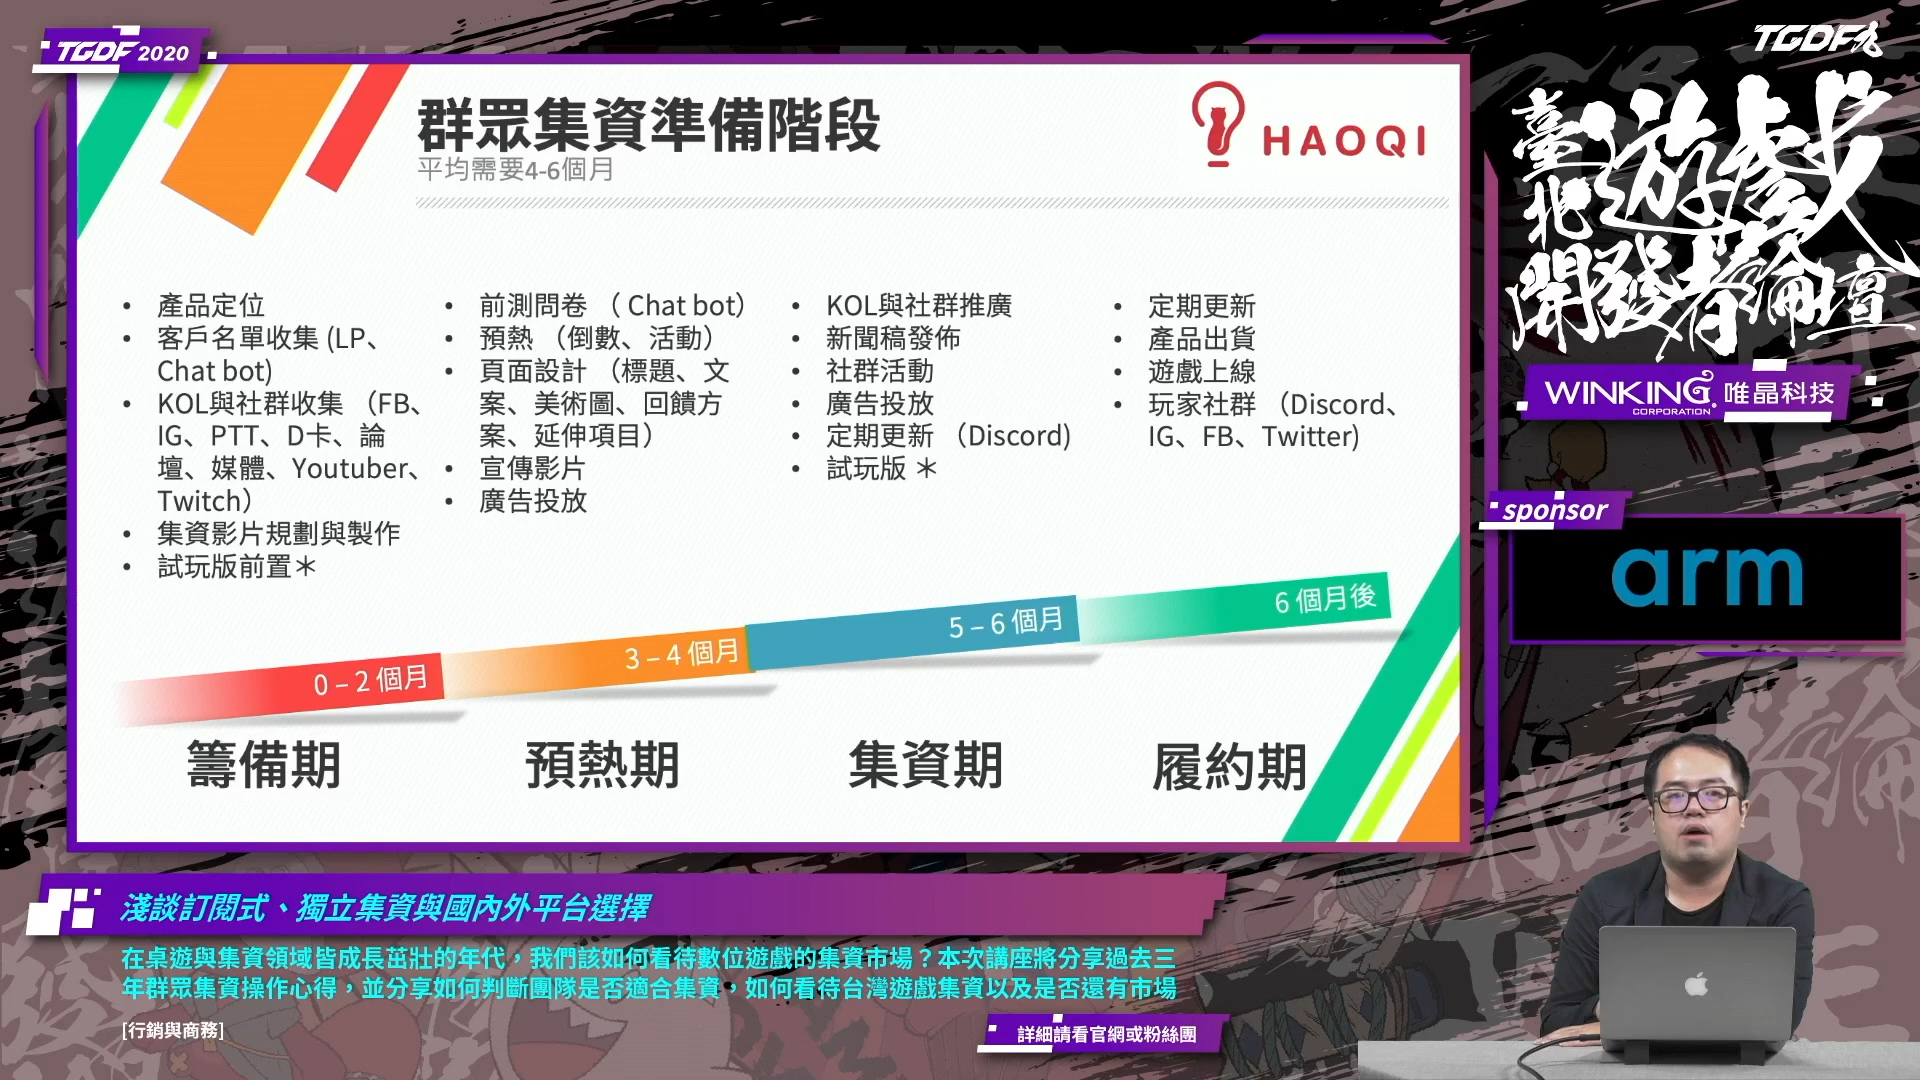 TGDF 2020
群眾集資準備階段
平均需要4-6個月
HAOQI
• 產品定位
• 客戶名單收集 (LP、
Chat bot)
• KOL與社群收集 （FB、
IG、PTT、D卡、論
壇、媒體、Youtuber、
Twitch）
• 集資影片規劃與製作
• 試玩版前置＊
• 前測問卷 （ Chat bot）
• 預熱 （倒數、活動）
• 頁面設計 （標題、文
案、美術圖、回饋方
案、延伸項目）
• 宣傳影片
• 廣告投放
• KOL與社群推廣
• 新聞稿發佈
• 社群活動
• 廣告投放
• 定期更新 （Discord)
• 試玩版 ＊
• 定期更新
• 產品出貨
• 遊戲上線
• 玩家社群 （Discord、
IG、FB、Twitter)
0 – 2 個月
3 – 4 個月
5 – 6 個月
6 個月後
籌備期
預熱期
集資期
履約期
TGDF
臺北遊戲
開發者論壇
WINKING
CORPORATION
唯晶科技
sponsor
arm
淺談訂閱式、獨立集資與國內外平台選擇
在桌遊與集資領域皆成長茁壯的年代，我們該如何看待數位遊戲的集資市場？本次講座將分享過去三
年群眾集資操作心得，並分享如何判斷團隊是否適合集資，如何看待台灣遊戲集資以及是否還有市場
[行銷與商務]
詳細請看官網或粉絲團